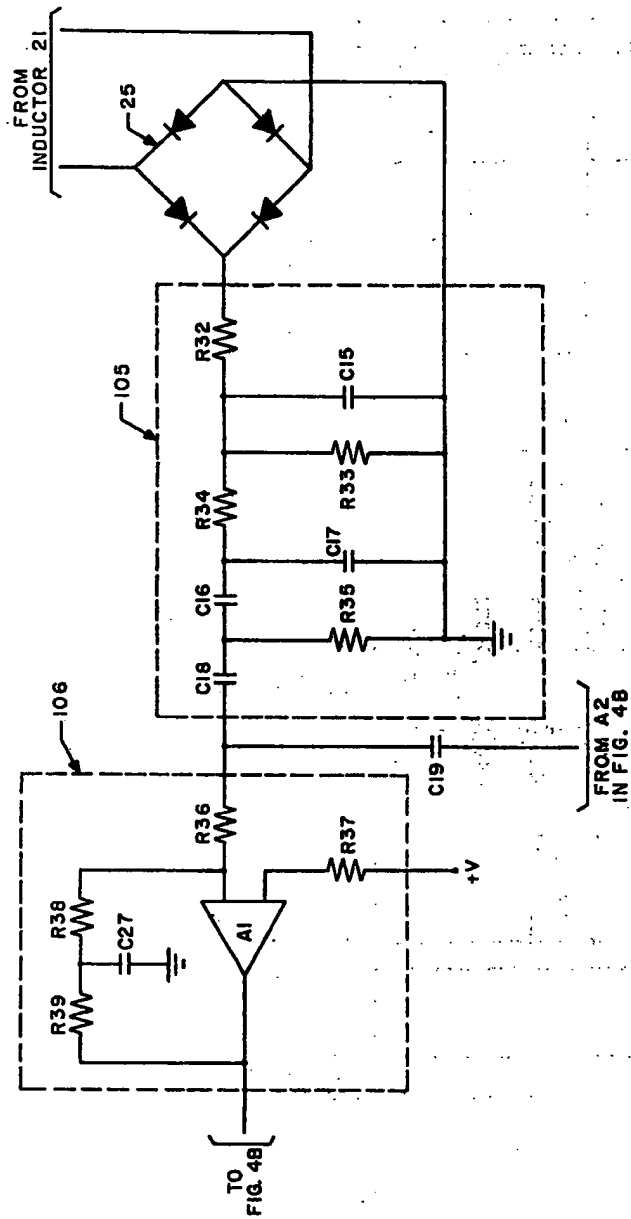 FROM
INDUCTOR 21
25
105
R32
C15
R33
R34
C17
C16
R35
C18
106
C19
FROM A2
IN FIG. 4B
R36
R37
+V
A1
R38
C27
R39
TO
FIG. 4B